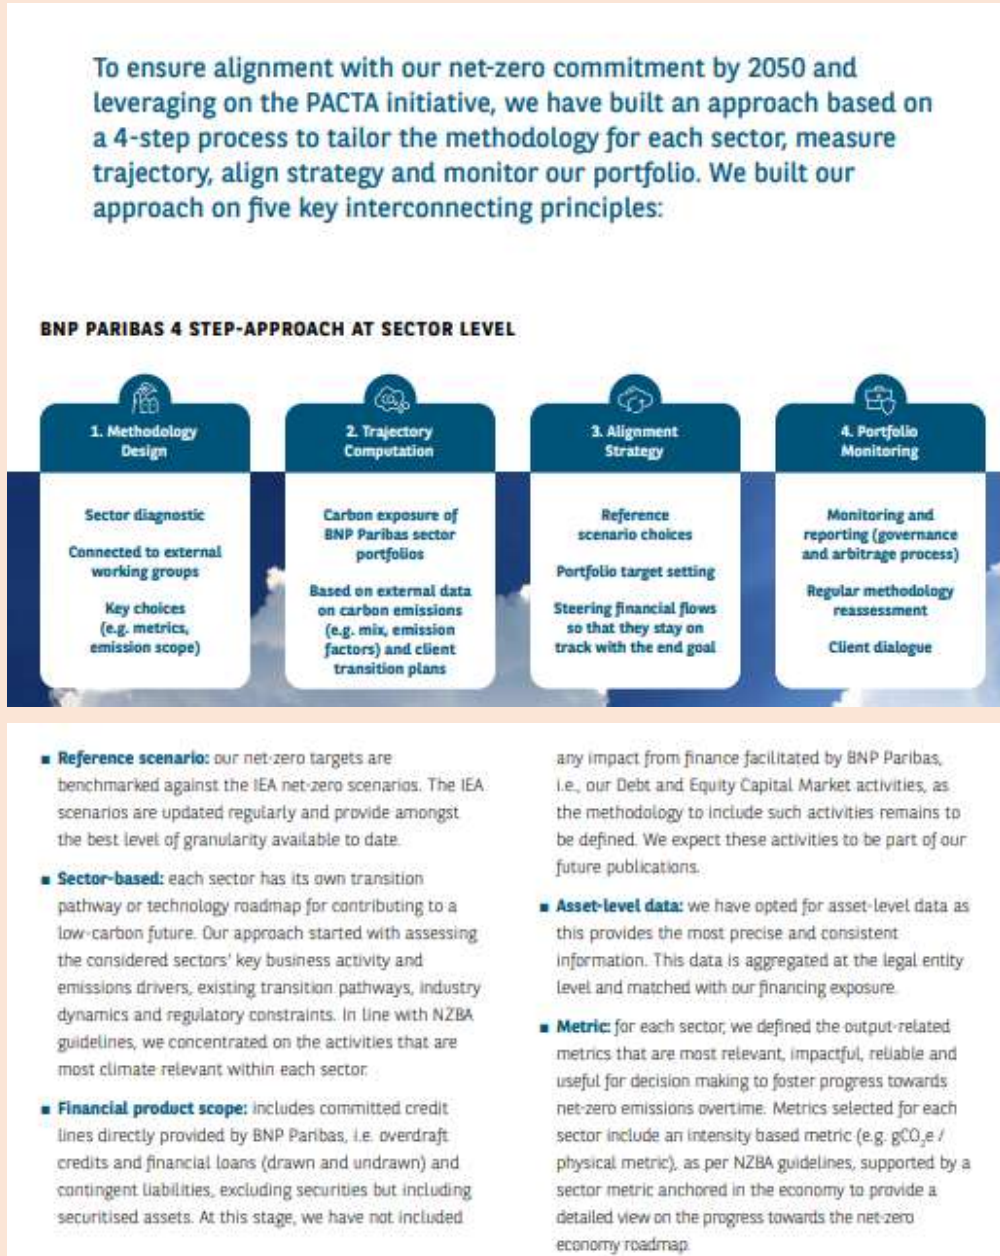 To ensure alignment with our net-zero commitment by 2050 and
leveraging on the PACTA initiative, we have built an approach based on
a 4-step process to tailor the methodology for each sector, measure
trajectory, align strategy and monitor our portfolio. We built our
approach on five key interconnecting principles:
BNP PARIBAS 4 STEP-APPROACH AT SECTOR LEVEL
1. Methodology
Design
Sector diagnostic
Connected to external
working groups
Key choices
(e.g. metrics,
emission scope)
2. Trajectory
Computation
Carbon exposure of
BNP Paribas sector
portfolios
Based on external data
on carbon emissions
(e.g. mix, emission
factors) and client
transition plans
3. Alignment
Strategy
Reference
scenario choices
Portfolio target setting
Steering financial flows
so that they stay on
track with the end goal
4. Portfolio
Monitoring
Monitoring and
reporting (governance
and arbitrage process)
Regular methodology
reassessment
Client dialogue
■ Reference scenario: our net-zero targets are
benchmarked against the IEA net-zero scenarios. The IEA
scenarios are updated regularly and provide amongst
the best level of granularity available to date.
■ Sector-based: each sector has its own transition
pathway or technology roadmap for contributing to a
low-carbon future. Our approach started with assessing
the considered sectors' key business activity and
emissions drivers, existing transition pathways, industry
dynamics and regulatory constraints. In line with NZBA
guidelines, we concentrated on the activities that are
most climate relevant within each sector.
■ Financial product scope: includes committed credit
lines directly provided by BNP Paribas, i.e. overdraft
credits and financial loans (drawn and undrawn) and
contingent liabilities, excluding securities but including
securitised assets. At this stage, we have not included
any impact from finance facilitated by BNP Paribas,
i.e., our Debt and Equity Capital Market activities, as
the methodology to include such activities remains to
be defined. We expect these activities to be part of our
future publications.
■ Asset-level data: we have opted for asset-level data as
this provides the most precise and consistent
information. This data is aggregated at the legal entity
level and matched with our financing exposure.
■ Metric: for each sector, we defined the output-related
metrics that are most relevant, impactful, reliable and
useful for decision making to foster progress towards
net-zero emissions overtime. Metrics selected for each
sector include an intensity based metric (e.g. gCO₂e /
physical metric), as per NZBA guidelines, supported by a
sector metric anchored in the economy to provide a
detailed view on the progress towards the net-zero
economy roadmap.